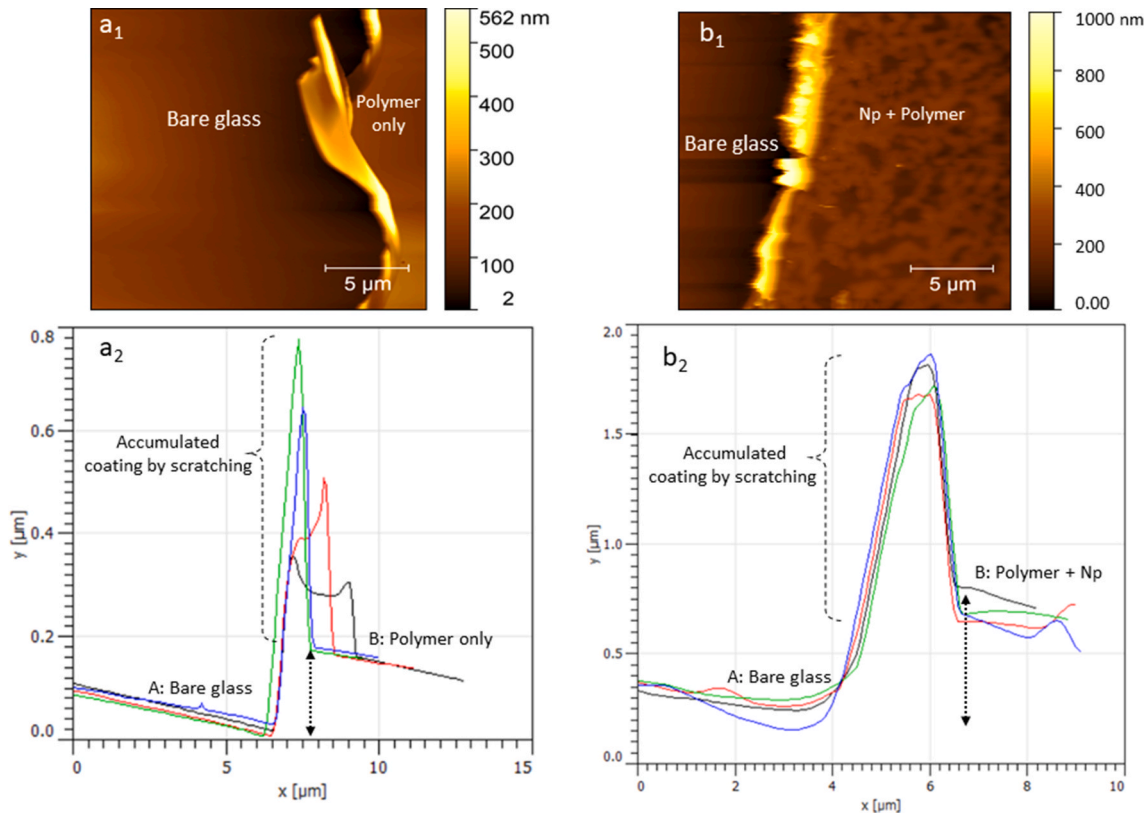 a1
Bare glass
Polymer
only
5 µm
562 nm
500
400
300
200
100
2
b1
Bare glass
Np + Polymer
5 µm
1000 nm
800
600
400
200
0.00
a2
0.8
0.6
0.4
0.2
0.0
y [µm]
Accumulated
coating by scratching
B: Polymer only
A: Bare glass
0
5
10
15
x [µm]
b2
2.0
1.5
1.0
0.5
0.0
y [µm]
Accumulated
coating by scratching
B: Polymer + Np
A: Bare glass
0
2
4
6
8
10
x [µm]